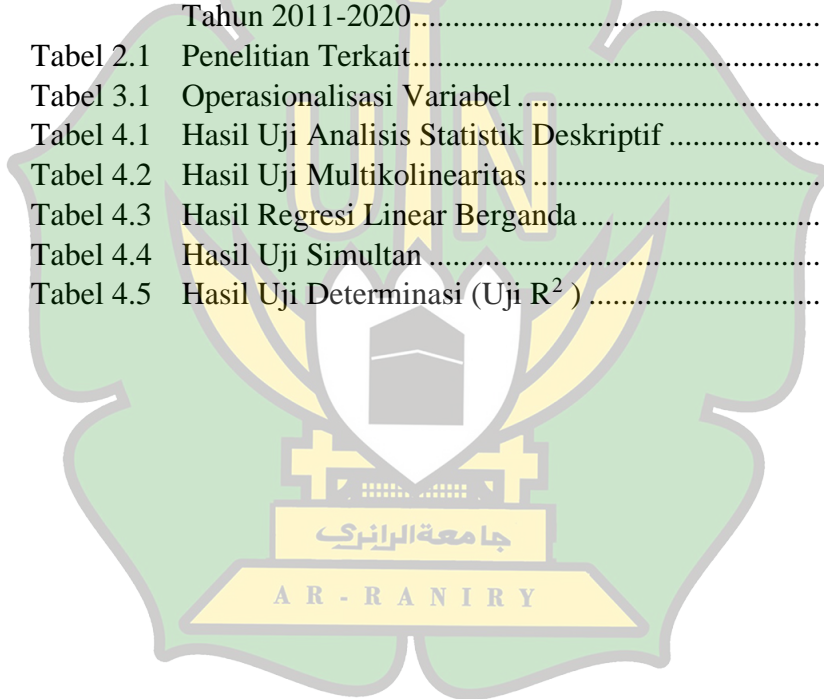 Tahun 2011-2020................................................
Tabel 2.1 Penelitian Terkait................................................
Tabel 3.1 Operasionalisasi Variabel ...................................
Tabel 4.1 Hasil Uji Analisis Statistik Deskriptif ..................
Tabel 4.2 Hasil Uji Multikolinearitas ..................................
Tabel 4.3 Hasil Regresi Linear Berganda............................
Tabel 4.4 Hasil Uji Simultan ..............................................
Tabel 4.5 Hasil Uji Determinasi (Uji R² ) ...........................
UIN
جامعةالرانري
AR-RANIRY